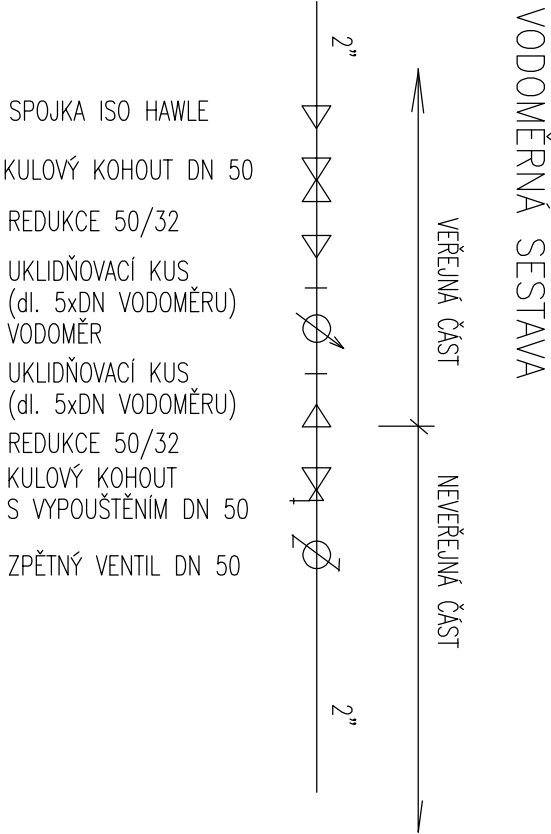 VODOMĚRNÁ SESTAVA
VEŘEJNÁ ČÁST
NEVEŘEJNÁ ČÁST
2"
SPOJKA ISO HAWLE
KULOVÝ KOHOUT DN 50
REDUKCE 50/32
UKLIDŇOVACÍ KUS
(dl. 5xDN VODOMĚRU)
VODOMĚR
UKLIDŇOVACÍ KUS
(dl. 5xDN VODOMĚRU)
REDUKCE 50/32
KULOVÝ KOHOUT
S VYPOUŠTĚNÍM DN 50
ZPĚTNÝ VENTIL DN 50
2"